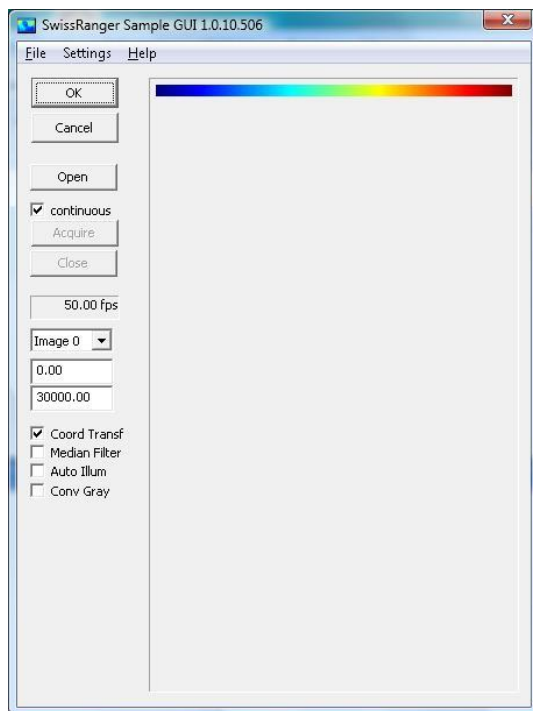 SwissRanger Sample GUI 1.0.10.506
File Settings Help
OK
Cancel
Open
continuous
Acquire
Close
50.00 fps
Image 0
0.00
30000.00
Coord Transf
Median Filter
Auto Illum
Conv Gray